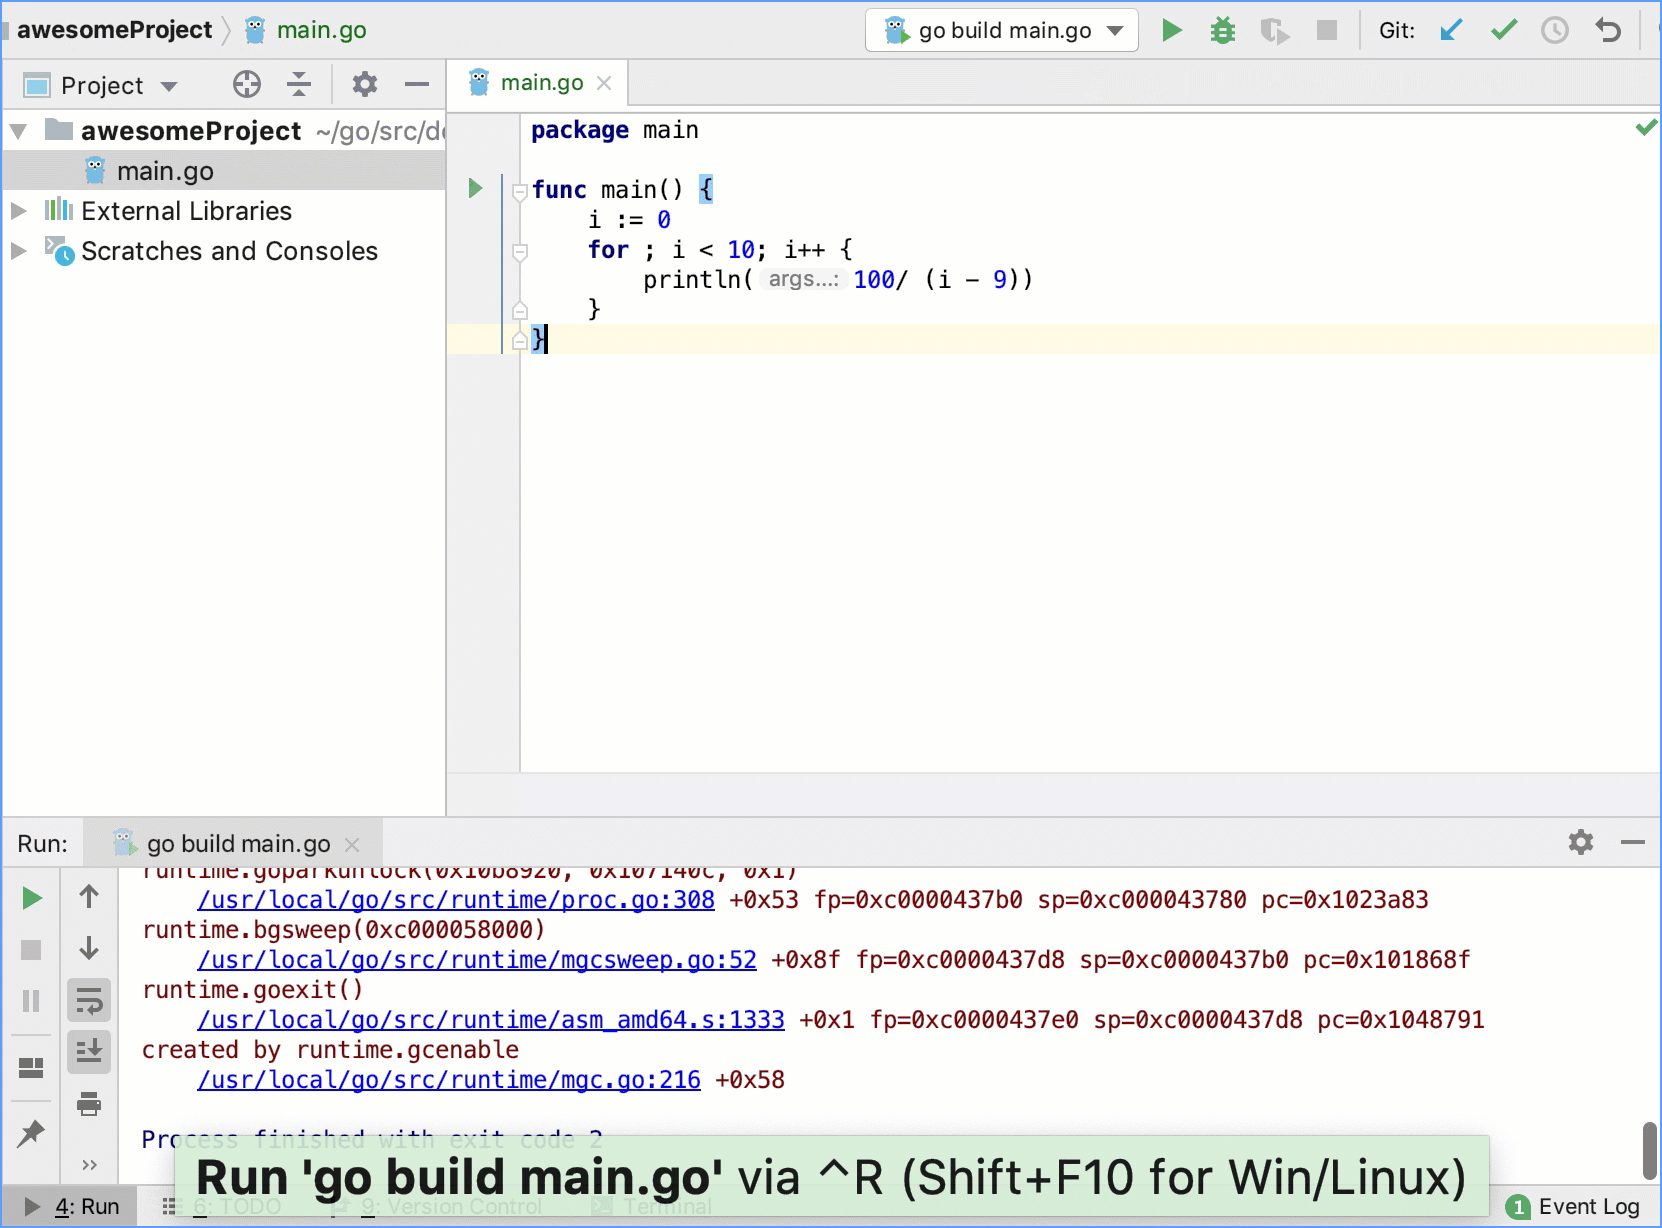 awesomeProject main.go
go build main.go
Git:
Project
main.go
awesomeProject ~/go/src/d
main.go
External Libraries
Scratches and Consoles
package main
func main() {
i := 0
for ; i < 10; i++ {
println( args...: 100/ (i - 9))
}
}
Run: go build main.go
runtime.goparkunlock(0x10b8920, 0x107140c, 0x1)
/usr/local/go/src/runtime/proc.go:308 +0x53 fp=0xc0000437b0 sp=0xc000043780 pc=0x1023a83
runtime.bgsweep(0xc000058000)
/usr/local/go/src/runtime/mgcsweep.go:52 +0x8f fp=0xc0000437d8 sp=0xc0000437b0 pc=0x101868f
runtime.goexit()
/usr/local/go/src/runtime/asm_amd64.s:1333 +0x1 fp=0xc0000437e0 sp=0xc0000437d8 pc=0x1048791
created by runtime.gcenable
/usr/local/go/src/runtime/mgc.go:216 +0x58
Process finished with exit code 2
Run 'go build main.go' via ^R (Shift+F10 for Win/Linux)
4: Run 6: TODO 9: Version Control Terminal 1 Event Log